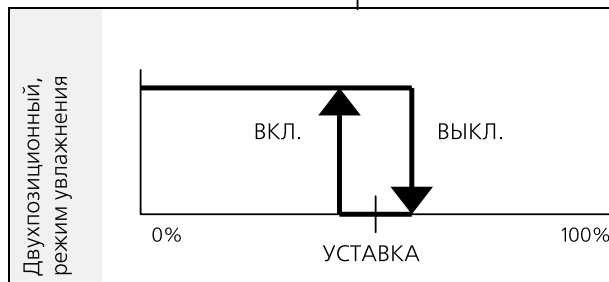 Двухпозиционный,
режим увлажнения
ВКЛ.
ВЫКЛ.
0%
УСТАВКА
100%